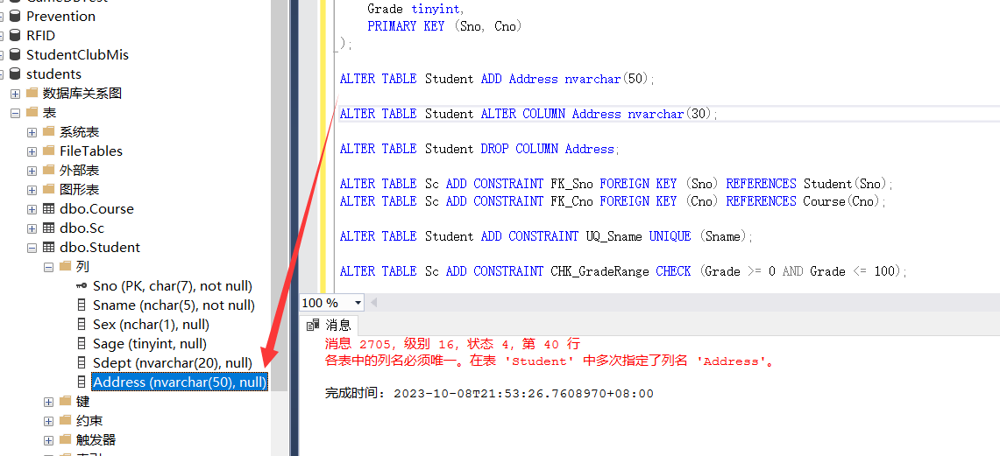 Prevention
RFID
StudentClubMis
students
数据库关系图
表
系统表
FileTables
外部表
图形表
dbo.Course
dbo.Sc
dbo.Student
列
Sno (PK, char(7), not null)
Sname (nchar(5), not null)
Sex (nchar(1), null)
Sage (tinyint, null)
Sdept (nvarchar(20), null)
Address (nvarchar(50), null)
键
约束
触发器
Grade tinyint,
PRIMARY KEY (Sno, Cno)
);
ALTER TABLE Student ADD Address nvarchar(50);
ALTER TABLE Student ALTER COLUMN Address nvarchar(30);
ALTER TABLE Student DROP COLUMN Address;
ALTER TABLE Sc ADD CONSTRAINT FK_Sno FOREIGN KEY (Sno) REFERENCES Student(Sno);
ALTER TABLE Sc ADD CONSTRAINT FK_Cno FOREIGN KEY (Cno) REFERENCES Course(Cno);
ALTER TABLE Student ADD CONSTRAINT UQ_Sname UNIQUE (Sname);
ALTER TABLE Sc ADD CONSTRAINT CHK_GradeRange CHECK (Grade >= 0 AND Grade <= 100);
100 %
消息
消息 2705，级别 16，状态 4，第 40 行
各表中的列名必须唯一。在表 'Student' 中多次指定了列名 'Address'。
完成时间: 2023-10-08T21:53:26.7608970+08:00